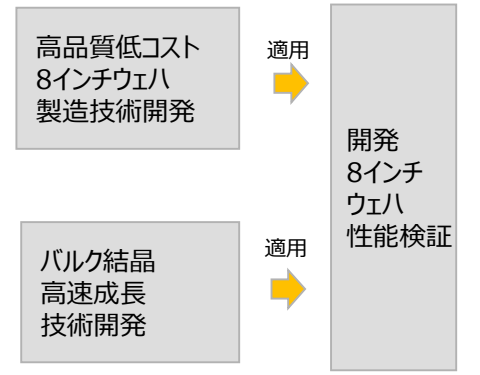 高品質低コスト
8インチウェハ
製造技術開発
適用
開発
8インチ
ウェハ
性能検証
バルク結晶
高速成長
技術開発
適用